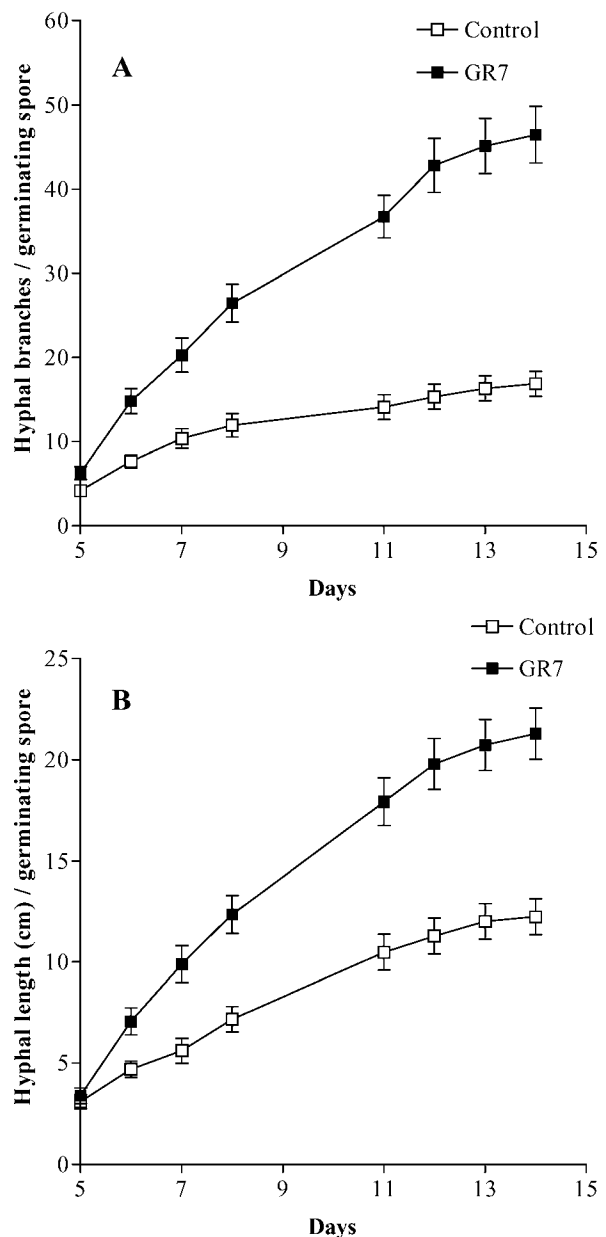 60
A
Control
GR7
50
40
30
20
10
0
Hyphal branches / germinating spore
5 7 9 11 13 15
Days
Control
GR7
25
B
20
15
10
5
0
Hyphal length (cm) / germinating spore
5 7 9 11 13 15
Days